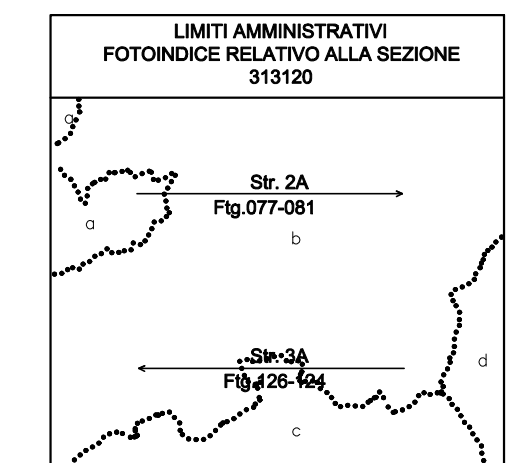 LIMITI AMMINISTRATIVI
FOTOINDICE RELATIVO ALLA SEZIONE
313120
a
Str. 2A
Ftg.077-081
a
b
Str. 3A
d
Ftg.126-124
c